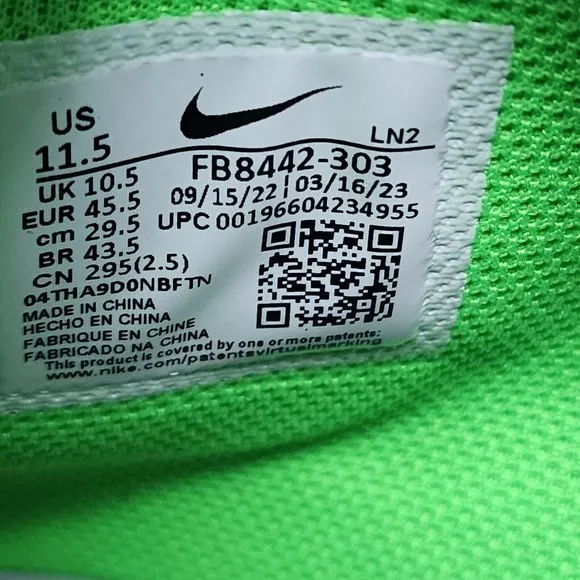 US
11.5
LN2
UK 10.5
EUR 45.5
cm 29.5
BR 43.5
CN 295(2.5)
FB8442-303
09/15/22 | 03/16/23
UPC 00196604234955
04THA9D0NBFTN
MADE IN CHINA
HECHO EN CHINA
FABRIQUE EN CHINE
FABRICADO NA CHINA
This product is covered by one or more patents:
www.nike.com/patentsvirtualmarking